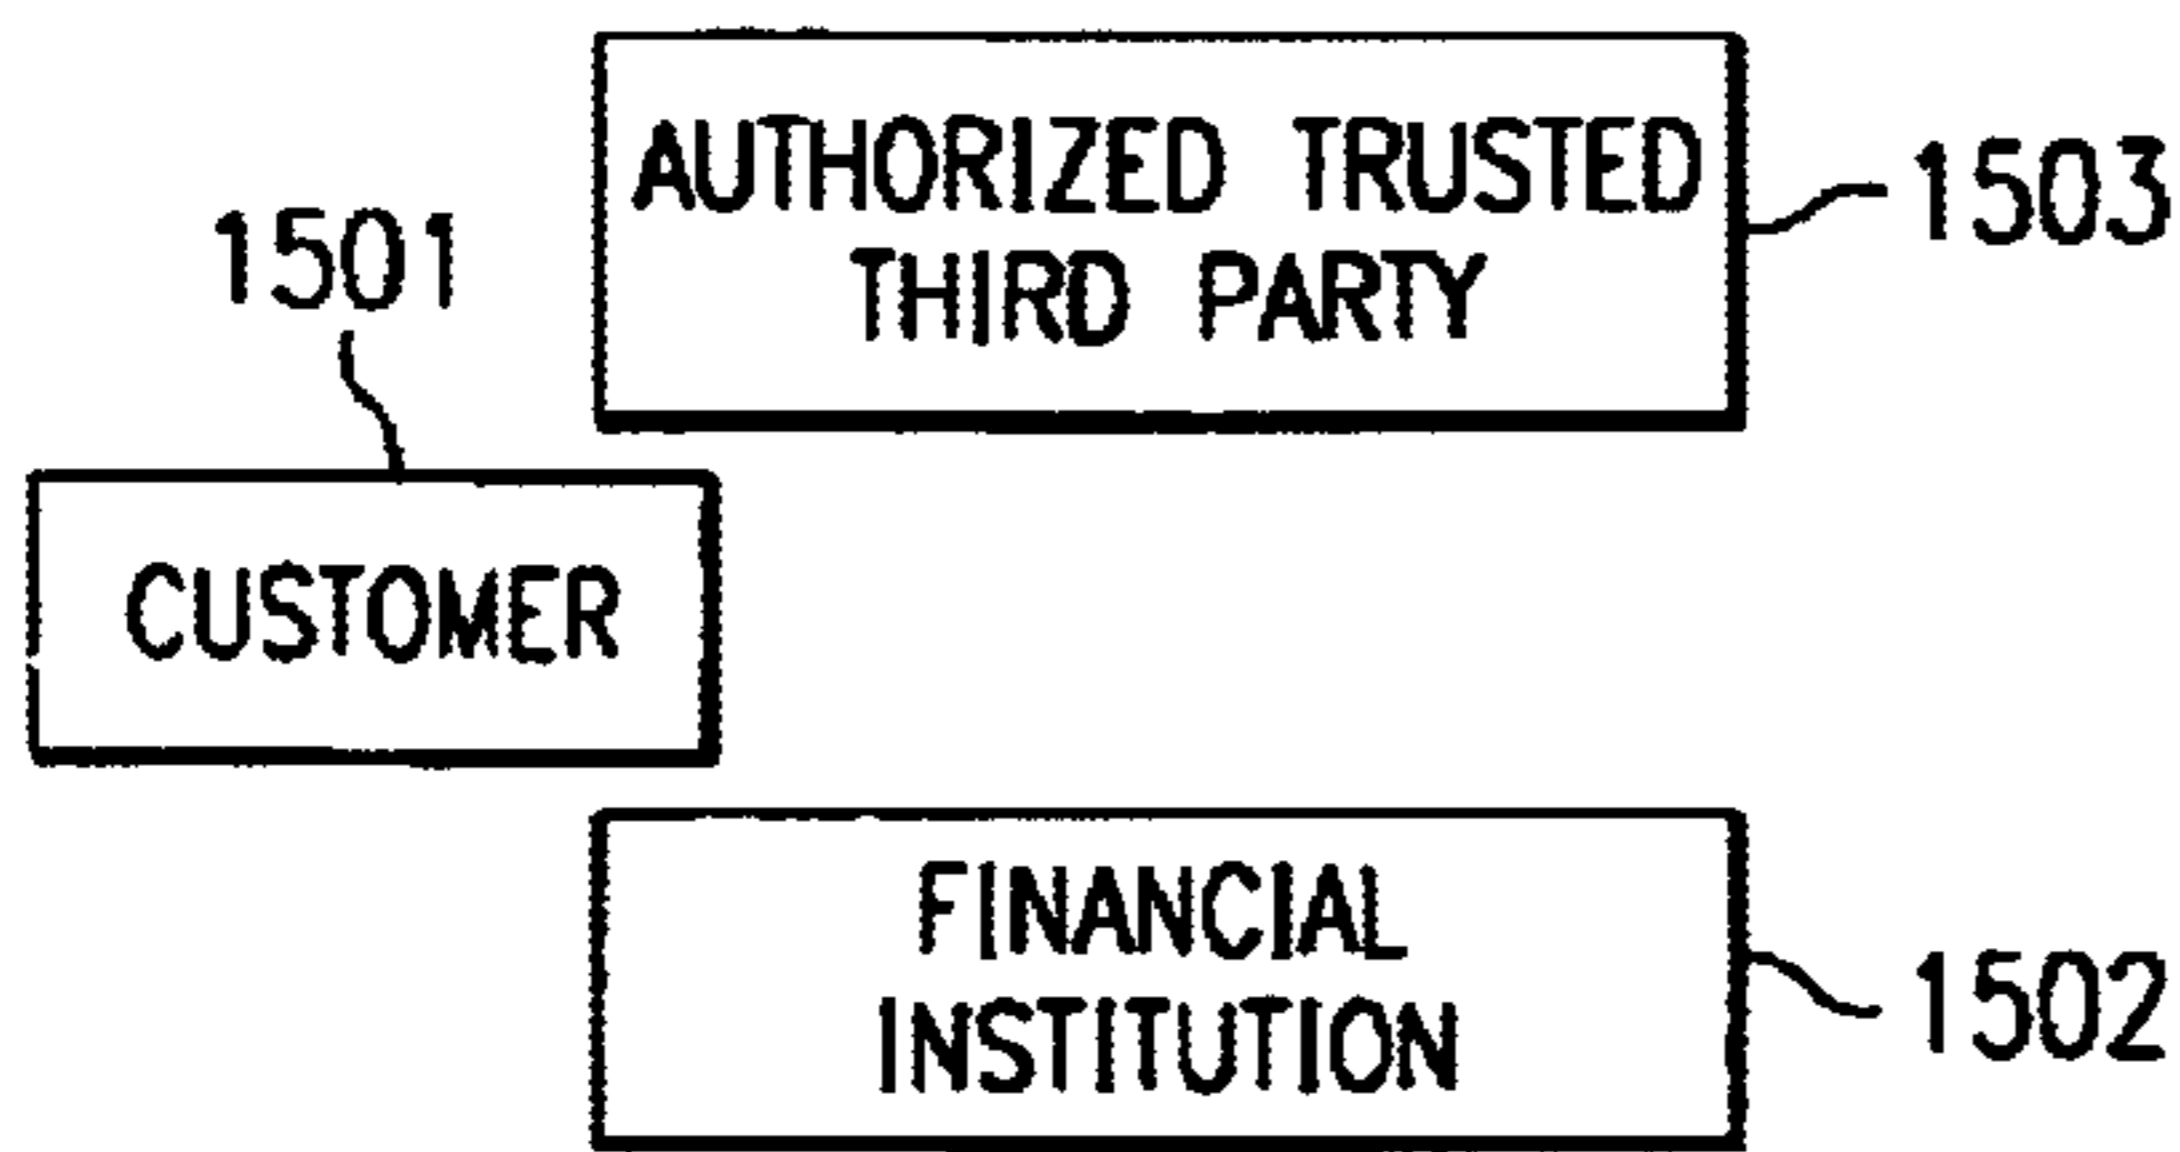 AUTHORIZED TRUSTED
THIRD PARTY
1503
1501
CUSTOMER
FINANCIAL
INSTITUTION
1502